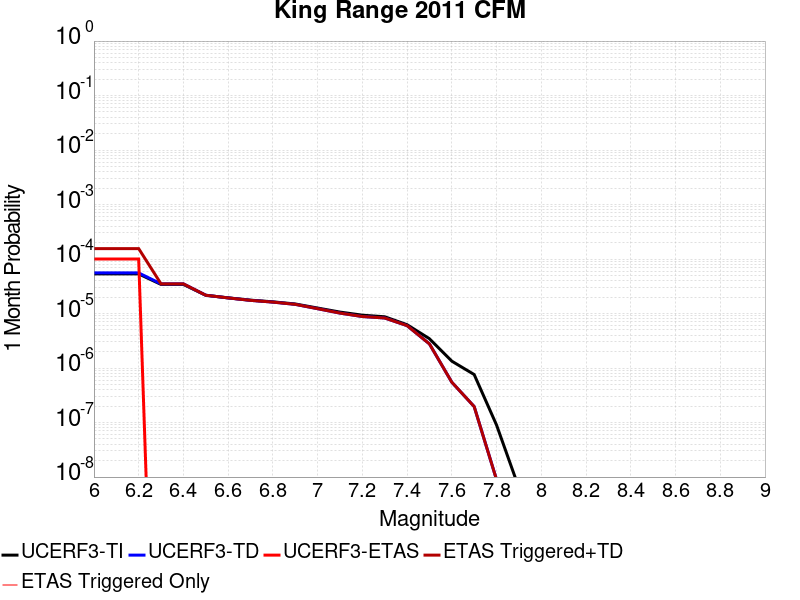 King Range 2011 CFM
10^0
10^-1
10^-2
10^-3
10^-4
10^-5
10^-6
10^-7
10^-8
1 Month Probability
6 6.2 6.4 6.6 6.8 7 7.2 7.4 7.6 7.8 8 8.2 8.4 8.6 8.8 9
Magnitude
UCERF3-TI UCERF3-TD UCERF3-ETAS ETAS Triggered+TD
ETAS Triggered Only